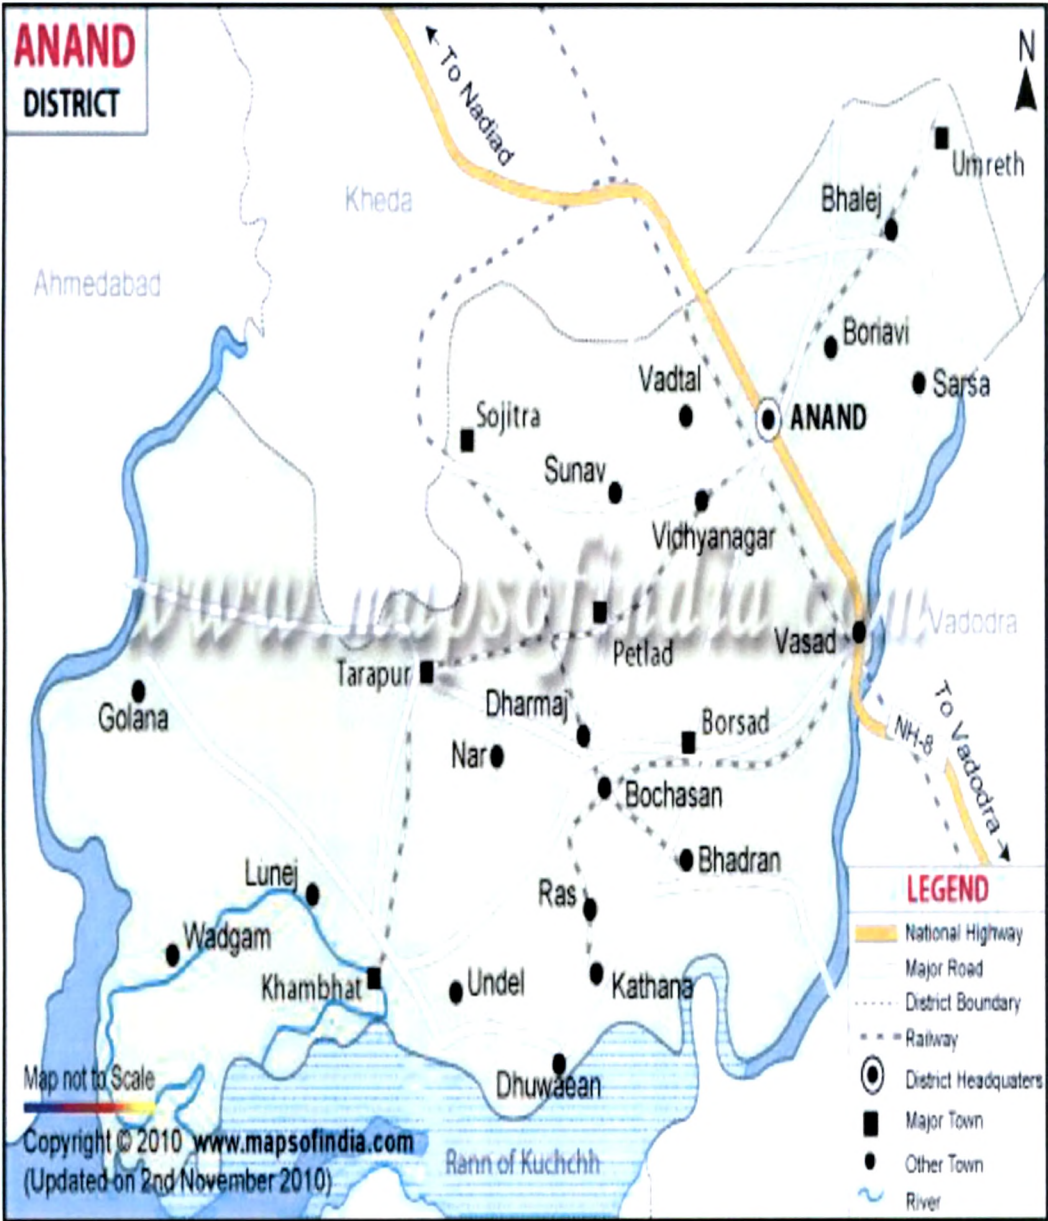 ANAND
DISTRICT
N
To Nadiad
Kheda
Ahmedabad
Umreth
Bhalej
Boriavi
Sarsa
Vadtal
ANAND
Sojitra
Sunav
Vidhyanagar
www.mapsofindia.com
Vadodra
Vasad
Petlad
Tarapur
Golana
Dharmaj
Borsad
Nar
NH-8
To Vadodra
Bochasan
Bhadran
Lunej
Ras
Wadgam
Khambhat
Undel
Kathana
Dhuwaean
Rann of Kuchchh
LEGEND
National Highway
Major Road
District Boundary
Railway
District Headquaters
Major Town
Other Town
River
Map not to Scale
Copyright © 2010 www.mapsofindia.com
(Updated on 2nd November 2010)